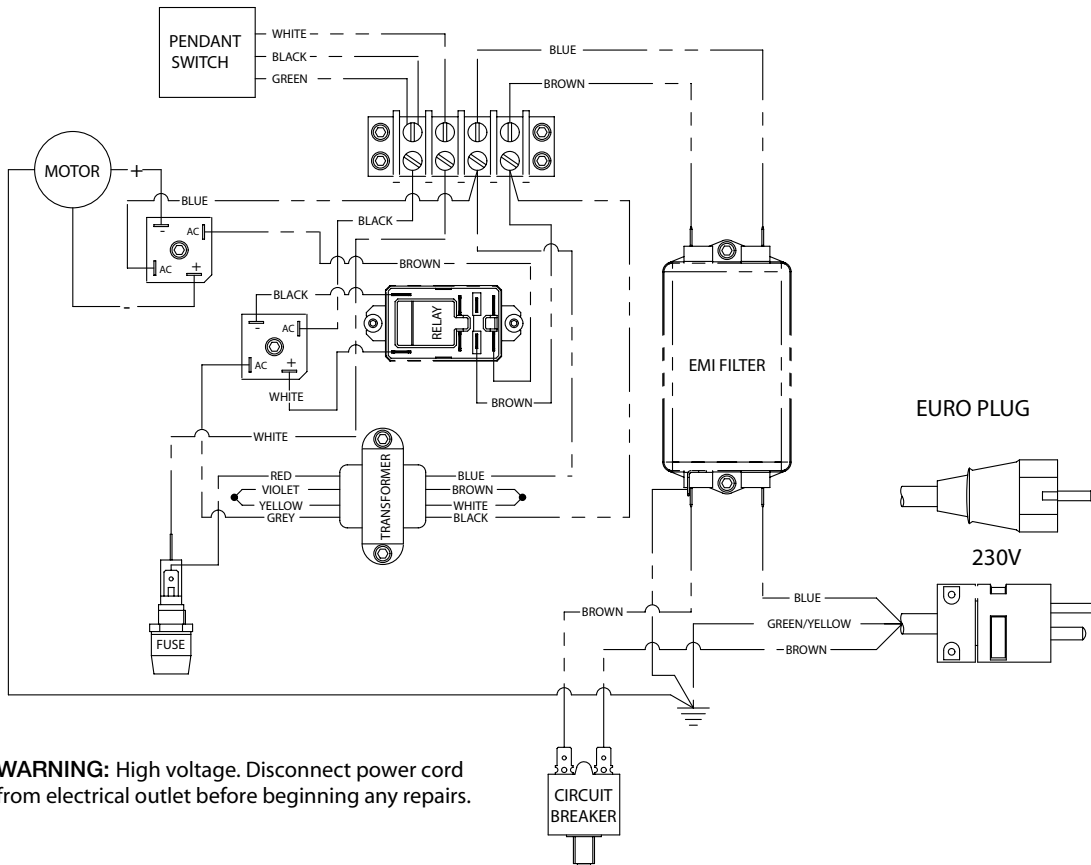 PENDANT
SWITCH
WHITE
BLACK
GREEN
BLUE
BROWN
MOTOR
+
-
BLUE
BLACK
- AC
AC +
BROWN
BLACK
RELAY
- AC
AC +
WHITE
BROWN
EMI FILTER
EURO PLUG
WHITE
TRANSFORMER
RED
VIOLET
YELLOW
GREY
BLUE
BROWN
WHITE
BLACK
230V
FUSE
BROWN
BLUE
GREEN/YELLOW
BROWN
WARNING: High voltage. Disconnect power cord
from electrical outlet before beginning any repairs.
CIRCUIT
BREAKER